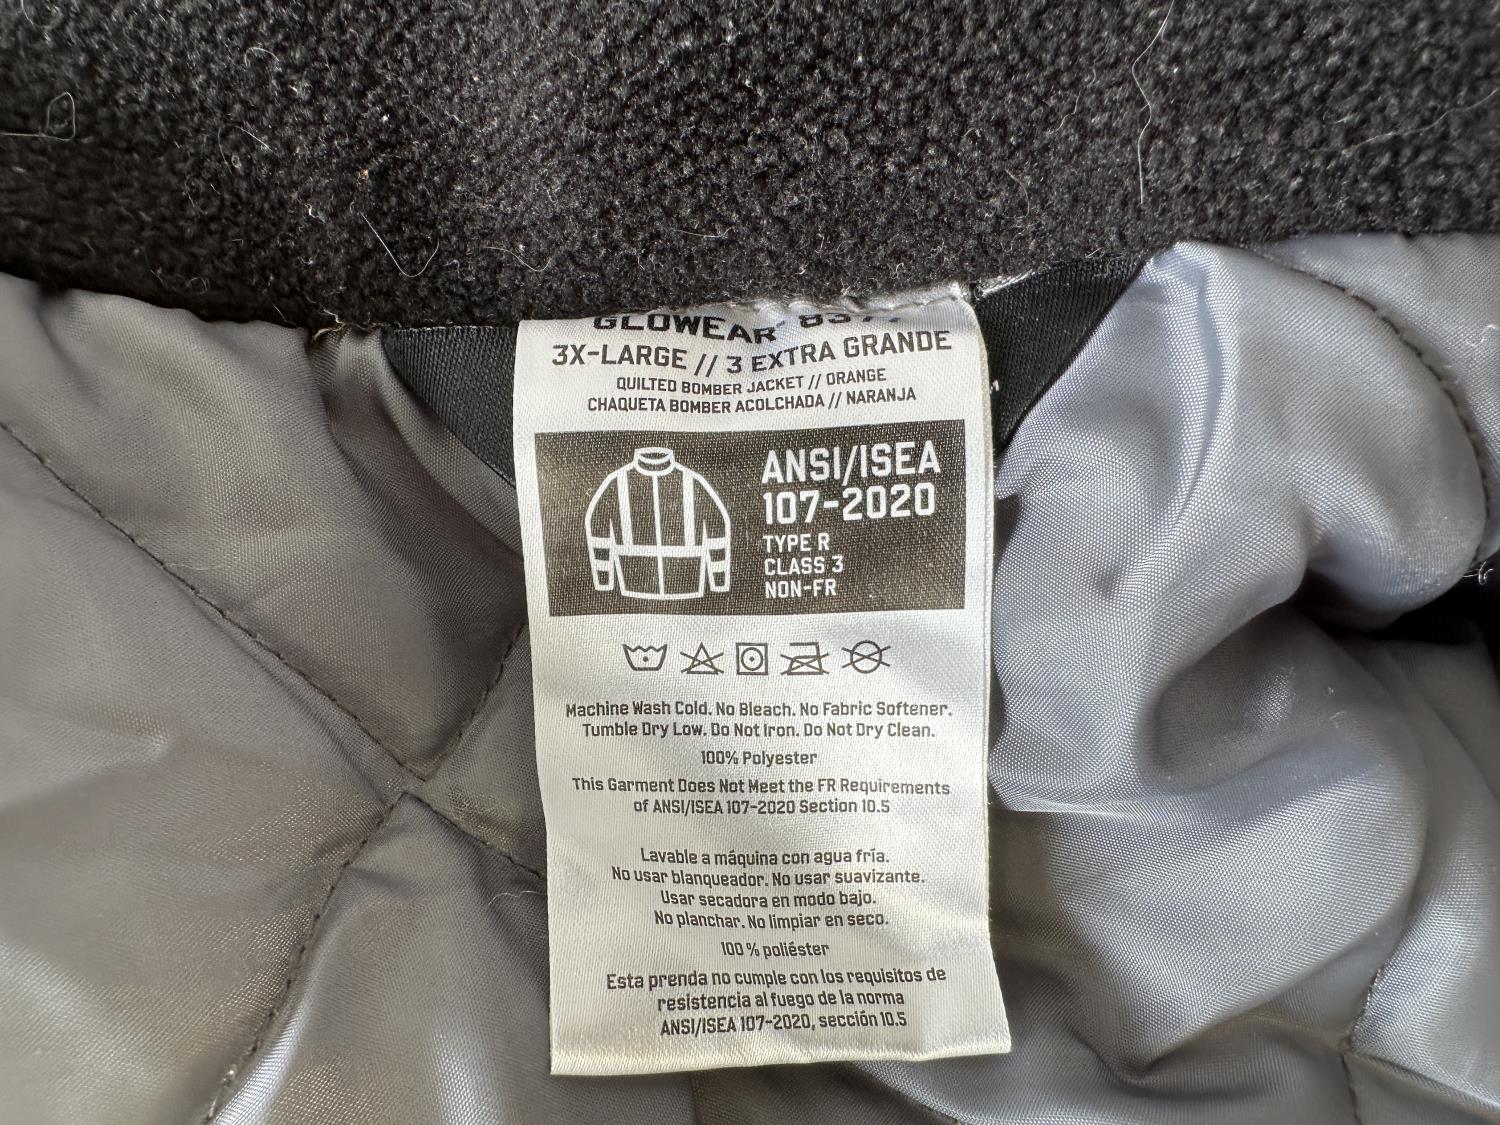 GLOWEAR®
3X-LARGE // 3 EXTRA GRANDE
QUILTED BOMBER JACKET // ORANGE
CHAQUETA BOMBER ACOLCHADA // NARANJA
ANSI/ISEA
107-2020
TYPE R
CLASS 3
NON-FR
Machine Wash Cold. No Bleach. No Fabric Softener.
Tumble Dry Low. Do Not Iron. Do Not Dry Clean.
100% Polyester
This Garment Does Not Meet the FR Requirements
of ANSI/ISEA 107-2020 Section 10.5
Lavable a máquina con agua fría.
No usar blanqueador. No usar suavizante.
Usar secadora en modo bajo.
No planchar. No limpiar en seco.
100 % poliéster
Esta prenda no cumple con los requisitos de
resistencia al fuego de la norma
ANSI/ISEA 107-2020, sección 10.5